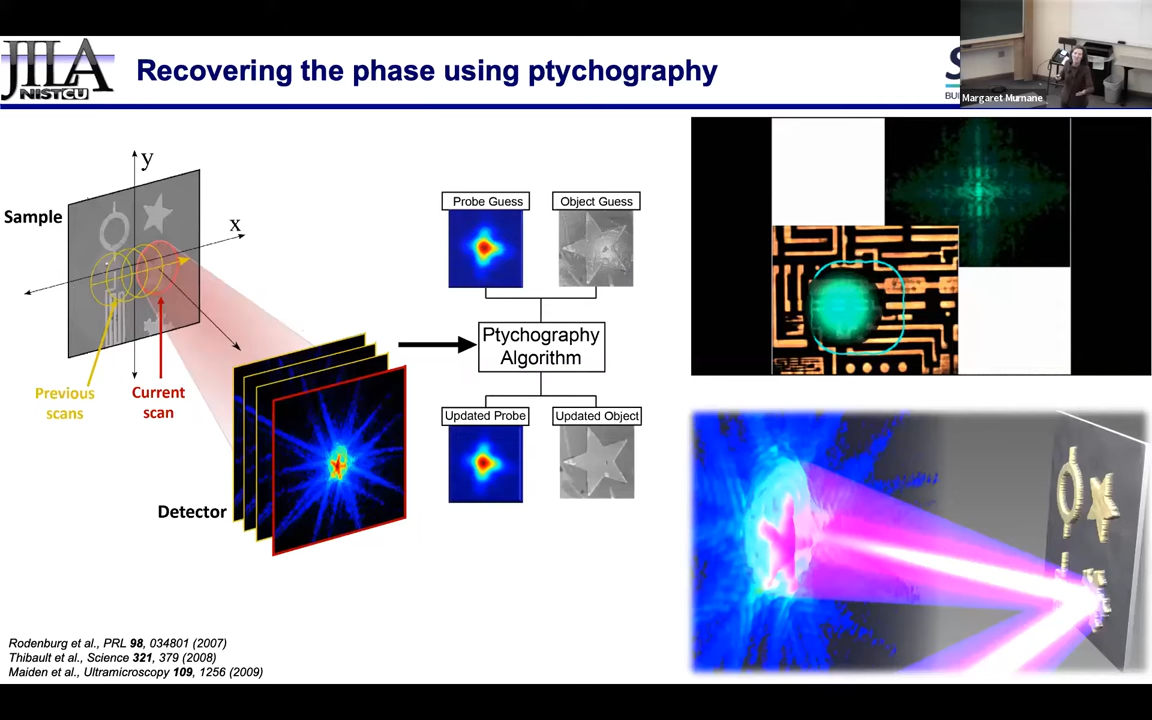 JILA
NIST CU
Recovering the phase using ptychography
Margaret Murnane
y
x
Sample
Previous
scans
Current
scan
Detector
Probe Guess
Object Guess
Ptychography
Algorithm
Updated Probe
Updated Object
Rodenburg et al., PRL 98, 034801 (2007)
Thibault et al., Science 321, 379 (2008)
Maiden et al., Ultramicroscopy 109, 1256 (2009)